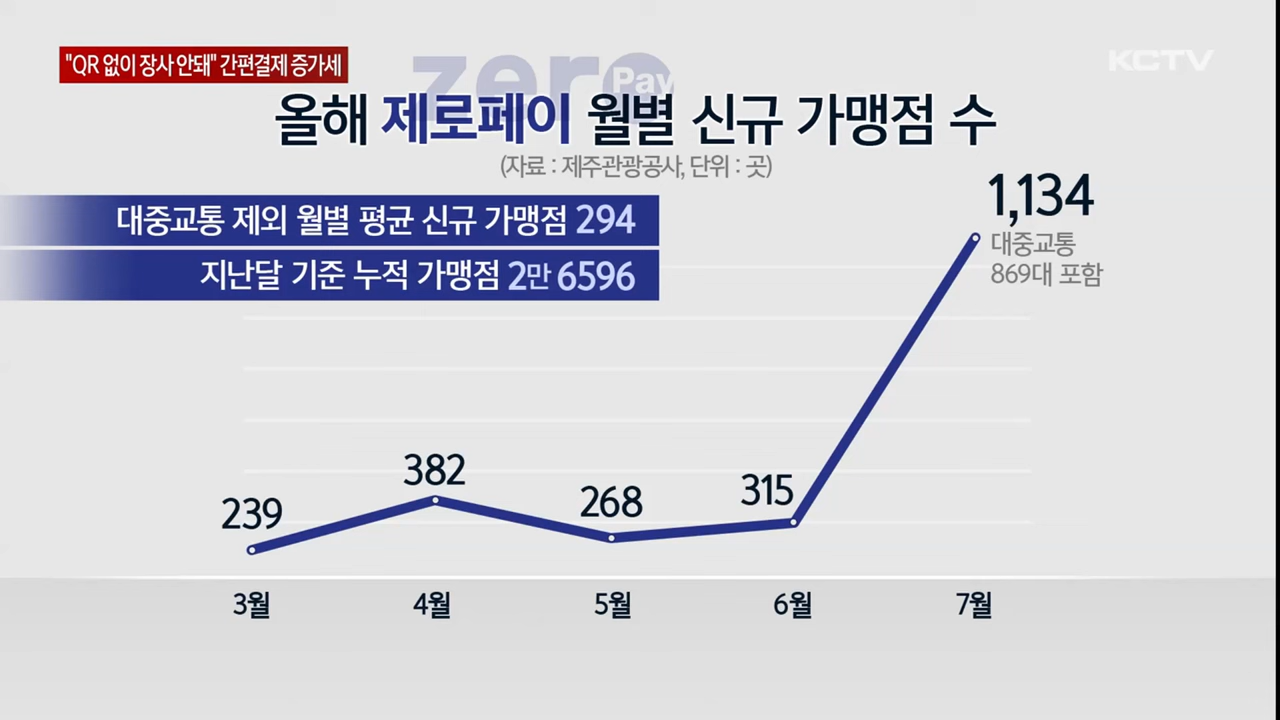 "QR 없이 장사 안돼" 간편결제 증가세
KCTV
zero Pay
올해 제로페이 월별 신규 가맹점 수
(자료 : 제주관광공사, 단위 : 곳)
대중교통 제외 월별 평균 신규 가맹점 294
지난달 기준 누적 가맹점 2만 6596
1,134
대중교통
869대 포함
239
382
268
315
3월
4월
5월
6월
7월